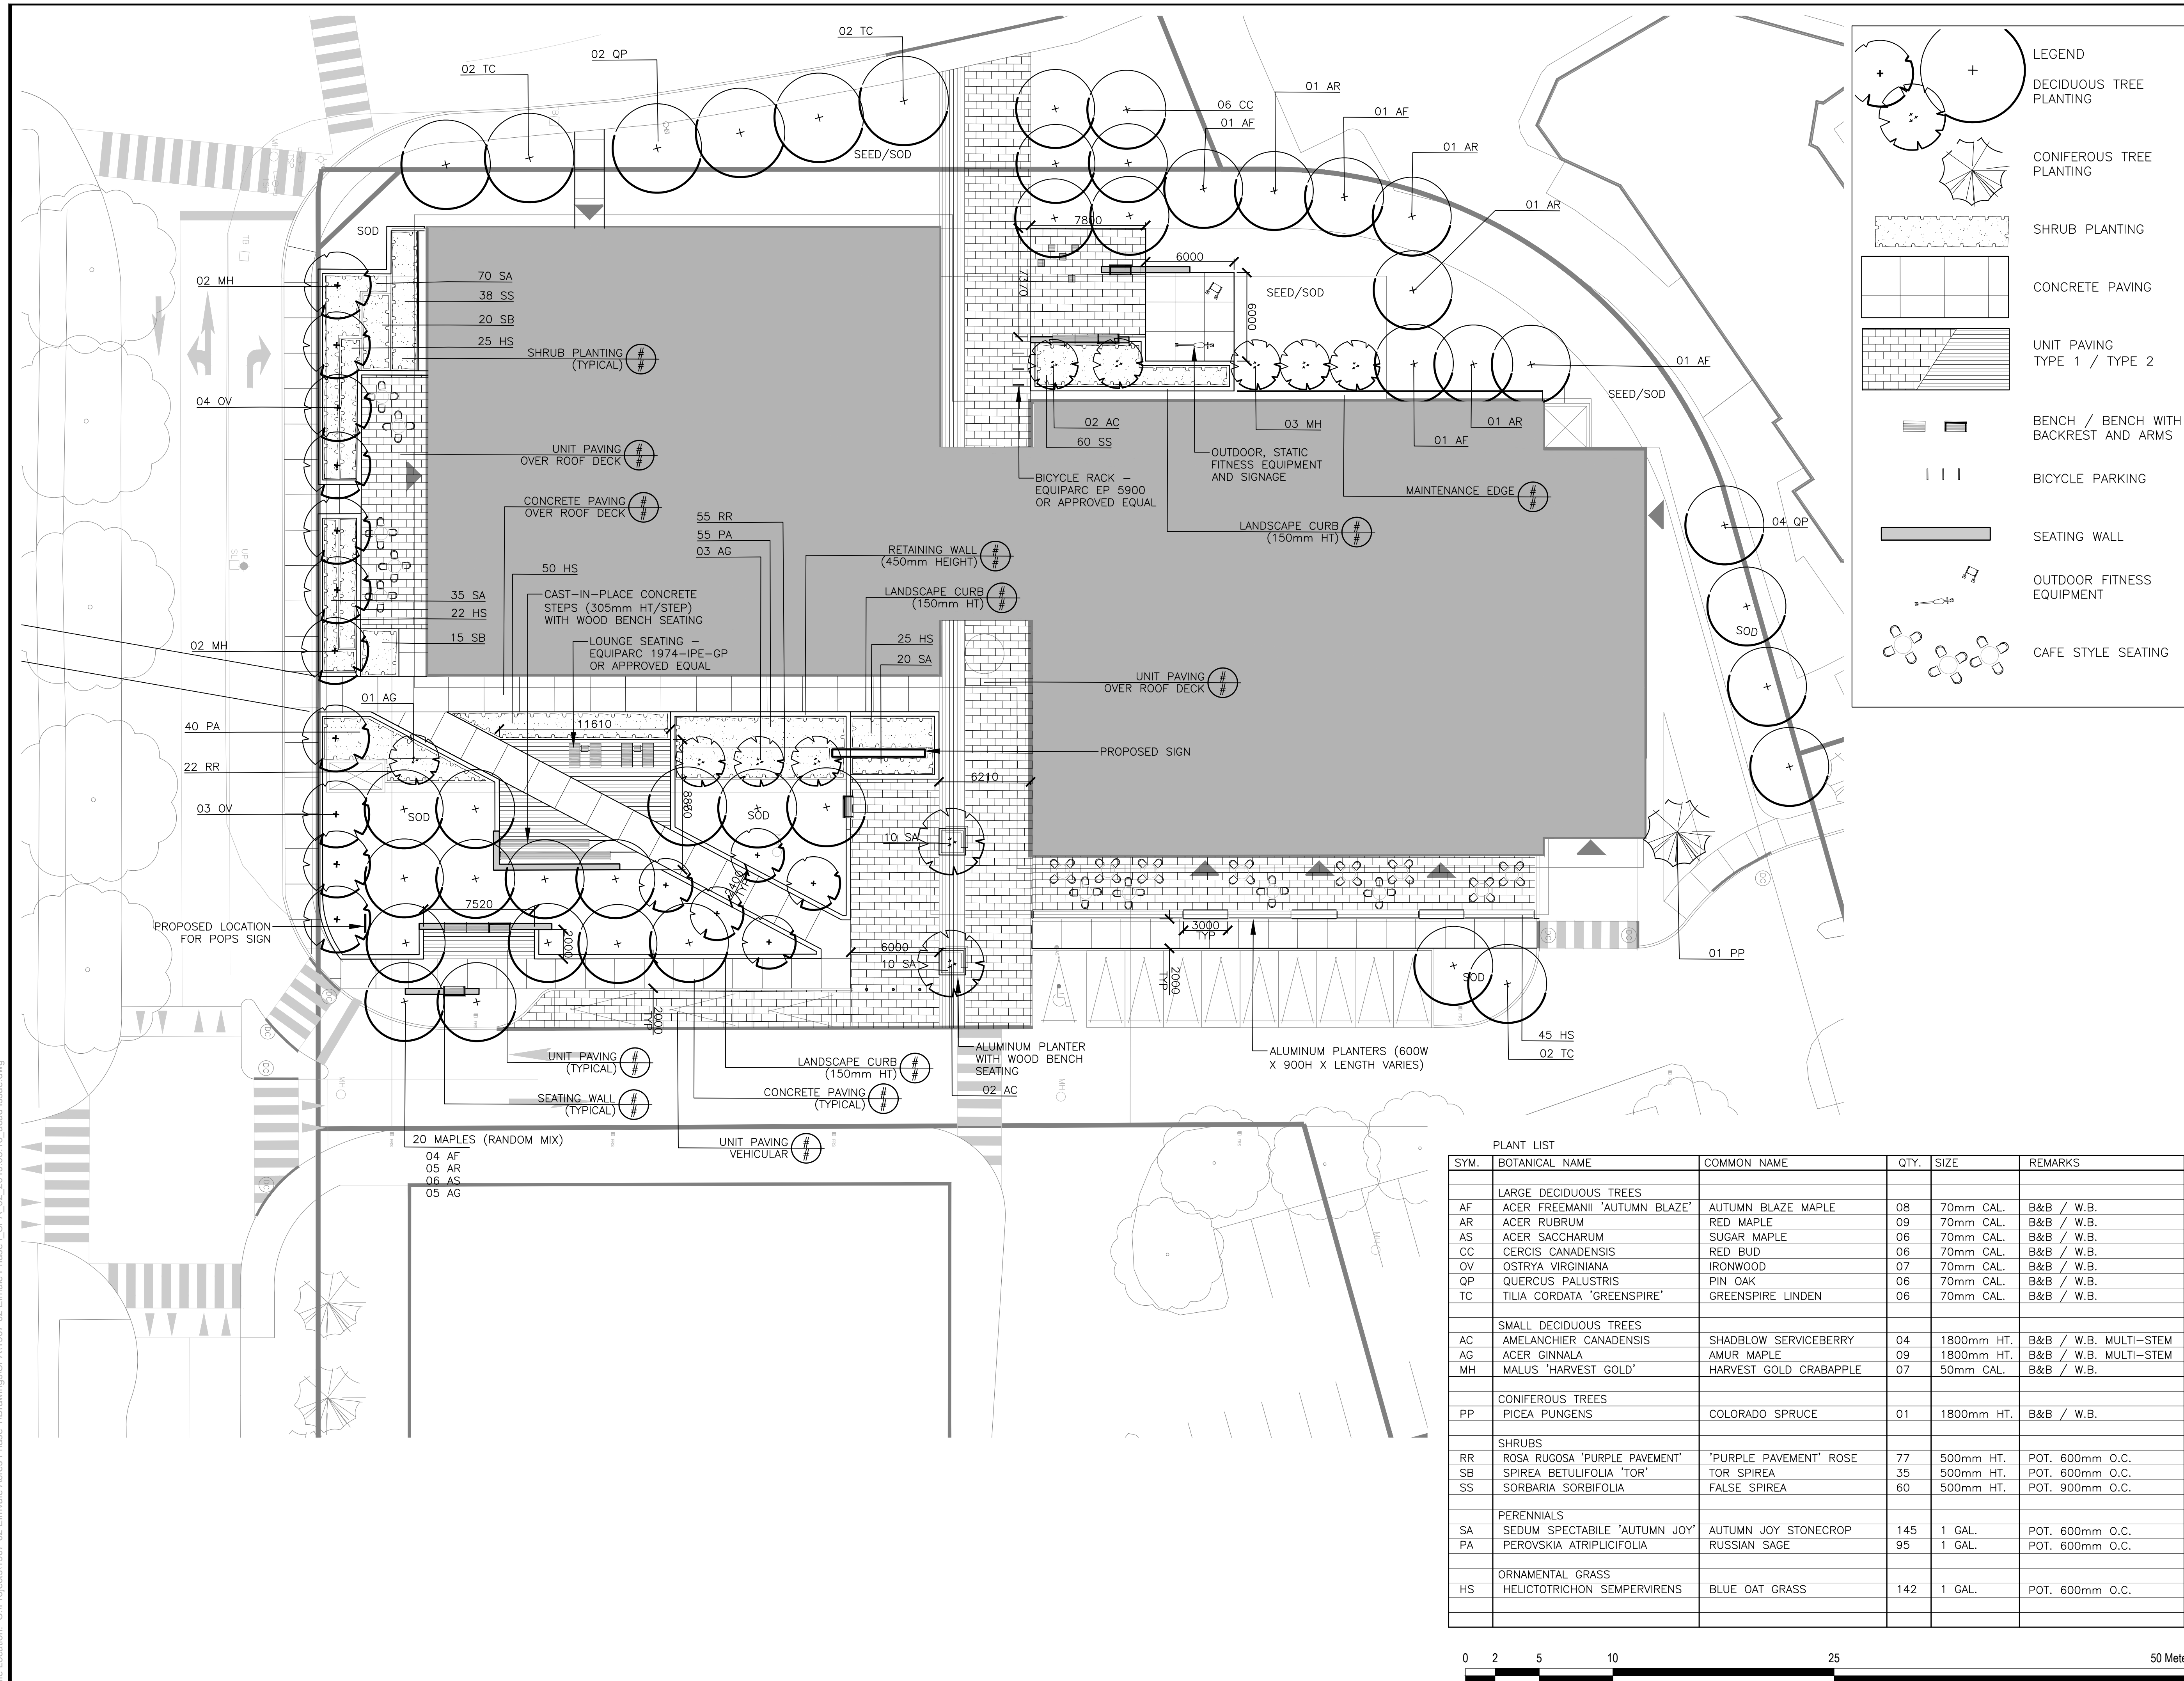 02 TC
02 QP
02 TC
06 CC
01 AF
01 AR
01 AF
01 AR
01 AR
SEED/SOD
SOD
7800
6000
7370
6000
SEED/SOD
02 MH
70 SA
38 SS
20 SB
25 HS
SHRUB PLANTING
(TYPICAL)
#
#
04 OV
UNIT PAVING
OVER ROOF DECK
#
#
CONCRETE PAVING
OVER ROOF DECK
#
#
01 AF
SEED/SOD
02 AC
60 SS
03 MH
01 AF
01 AR
OUTDOOR, STATIC
FITNESS EQUIPMENT
AND SIGNAGE
BICYCLE RACK –
EQUIPARC EP 5900
OR APPROVED EQUAL
MAINTENANCE EDGE
#
#
LANDSCAPE CURB
(150mm HT)
#
#
04 QP
SOD
55 RR
55 PA
03 AG
RETAINING WALL
(450mm HEIGHT)
#
#
50 HS
CAST–IN–PLACE CONCRETE
STEPS (305mm HT/STEP)
WITH WOOD BENCH SEATING
LANDSCAPE CURB
(150mm HT)
#
#
35 SA
22 HS
15 SB
02 MH
LOUNGE SEATING –
EQUIPARC 1974–IPE–GP
OR APPROVED EQUAL
25 HS
20 SA
UNIT PAVING
OVER ROOF DECK
#
#
01 AG
40 PA
22 RR
03 OV
11610
PROPOSED SIGN
6210
SOD
SOD
10 SA
2400
TYP
7520
2000
PROPOSED LOCATION
FOR POPS SIGN
6000
10 SA
3000
TYP
2000
TYP
2000
TYP
SOD
01 PP
UNIT PAVING
(TYPICAL)
#
#
LANDSCAPE CURB
(150mm HT)
#
#
ALUMINUM PLANTER
WITH WOOD BENCH
SEATING
02 AC
ALUMINUM PLANTERS (600W
X 900H X LENGTH VARIES)
45 HS
02 TC
SEATING WALL
(TYPICAL)
#
#
CONCRETE PAVING
(TYPICAL)
#
#
20 MAPLES (RANDOM MIX)
04 AF
05 AR
06 AS
05 AG
UNIT PAVING
VEHICULAR
#
#
TB
UP
SL
MH
MH
MH
MH
DC
DC
DC
DC
DC
DC
DC
LEGEND
DECIDUOUS TREE
PLANTING
CONIFEROUS TREE
PLANTING
SHRUB PLANTING
CONCRETE PAVING
UNIT PAVING
TYPE 1 / TYPE 2
BENCH / BENCH WITH
BACKREST AND ARMS
BICYCLE PARKING
SEATING WALL
OUTDOOR FITNESS
EQUIPMENT
CAFE STYLE SEATING
PLANT LIST
SYM. BOTANICAL NAME COMMON NAME QTY. SIZE REMARKS
LARGE DECIDUOUS TREES
AF ACER FREEMANII 'AUTUMN BLAZE' AUTUMN BLAZE MAPLE 08 70mm CAL. B&B / W.B.
AR ACER RUBRUM RED MAPLE 09 70mm CAL. B&B / W.B.
AS ACER SACCHARUM SUGAR MAPLE 06 70mm CAL. B&B / W.B.
CC CERCIS CANADENSIS RED BUD 06 70mm CAL. B&B / W.B.
OV OSTRYA VIRGINIANA IRONWOOD 07 70mm CAL. B&B / W.B.
QP QUERCUS PALUSTRIS PIN OAK 06 70mm CAL. B&B / W.B.
TC TILIA CORDATA 'GREENSPIRE' GREENSPIRE LINDEN 06 70mm CAL. B&B / W.B.
SMALL DECIDUOUS TREES
AC AMELANCHIER CANADENSIS SHADBLOW SERVICEBERRY 04 1800mm HT. B&B / W.B. MULTI–STEM
AG ACER GINNALA AMUR MAPLE 09 1800mm HT. B&B / W.B. MULTI–STEM
MH MALUS 'HARVEST GOLD' HARVEST GOLD CRABAPPLE 07 50mm CAL. B&B / W.B.
CONIFEROUS TREES
PP PICEA PUNGENS COLORADO SPRUCE 01 1800mm HT. B&B / W.B.
SHRUBS
RR ROSA RUGOSA 'PURPLE PAVEMENT' 'PURPLE PAVEMENT' ROSE 77 500mm HT. POT. 600mm O.C.
SB SPIREA BETULIFOLIA 'TOR' TOR SPIREA 35 500mm HT. POT. 600mm O.C.
SS SORBARIA SORBIFOLIA FALSE SPIREA 60 500mm HT. POT. 900mm O.C.
PERENNIALS
SA SEDUM SPECTABILE 'AUTUMN JOY' AUTUMN JOY STONECROP 145 1 GAL. POT. 600mm O.C.
PA PEROVSKIA ATRIPLICIFOLIA RUSSIAN SAGE 95 1 GAL. POT. 600mm O.C.
ORNAMENTAL GRASS
HS HELICTOTRICHON SEMPERVIRENS BLUE OAT GRASS 142 1 GAL. POT. 600mm O.C.
0 2 5 10 25 50 Mete